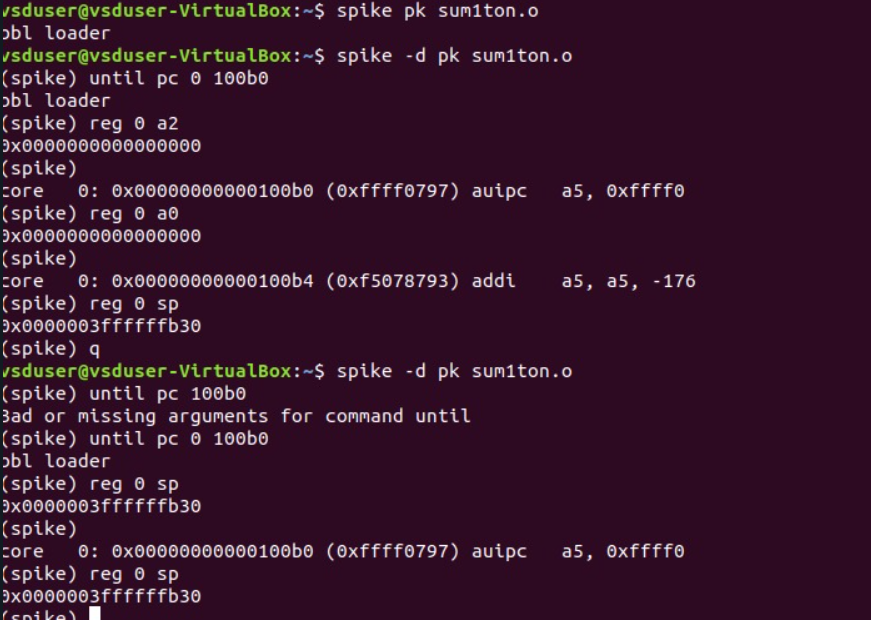 vsduser@vsduser-VirtualBox:~$ spike pk sum1ton.o
bbl loader
vsduser@vsduser-VirtualBox:~$ spike -d pk sum1ton.o
(spike) until pc 0 100b0
bbl loader
(spike) reg 0 a2
0x0000000000000000
(spike)
core   0: 0x00000000000100b0 (0xffff0797) auipc   a5, 0xffff0
(spike) reg 0 a0
0x0000000000000000
(spike)
core   0: 0x00000000000100b4 (0xf5078793) addi    a5, a5, -176
(spike) reg 0 sp
0x0000003ffffffb30
(spike) q
vsduser@vsduser-VirtualBox:~$ spike -d pk sum1ton.o
(spike) until pc 100b0
Bad or missing arguments for command until
(spike) until pc 0 100b0
bbl loader
(spike) reg 0 sp
0x0000003ffffffb30
(spike)
core   0: 0x00000000000100b0 (0xffff0797) auipc   a5, 0xffff0
(spike) reg 0 sp
0x0000003ffffffb30
(spike)